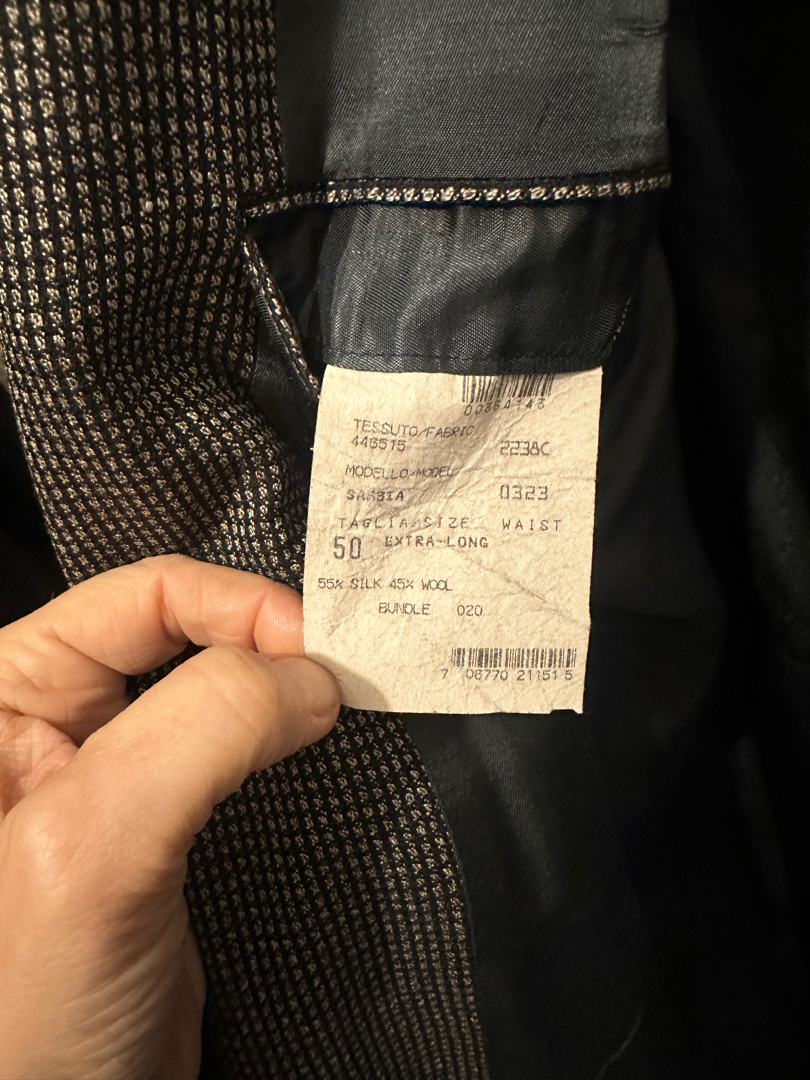 00364143
TESSUTO/FABRIC
446515 2238C
MODELLO/MODEL
SABBIA 0323
TAGLIA/SIZE WAIST
50 EXTRA-LONG
55% SILK 45% WOOL
BUNDLE 020
7 06770 21151 5